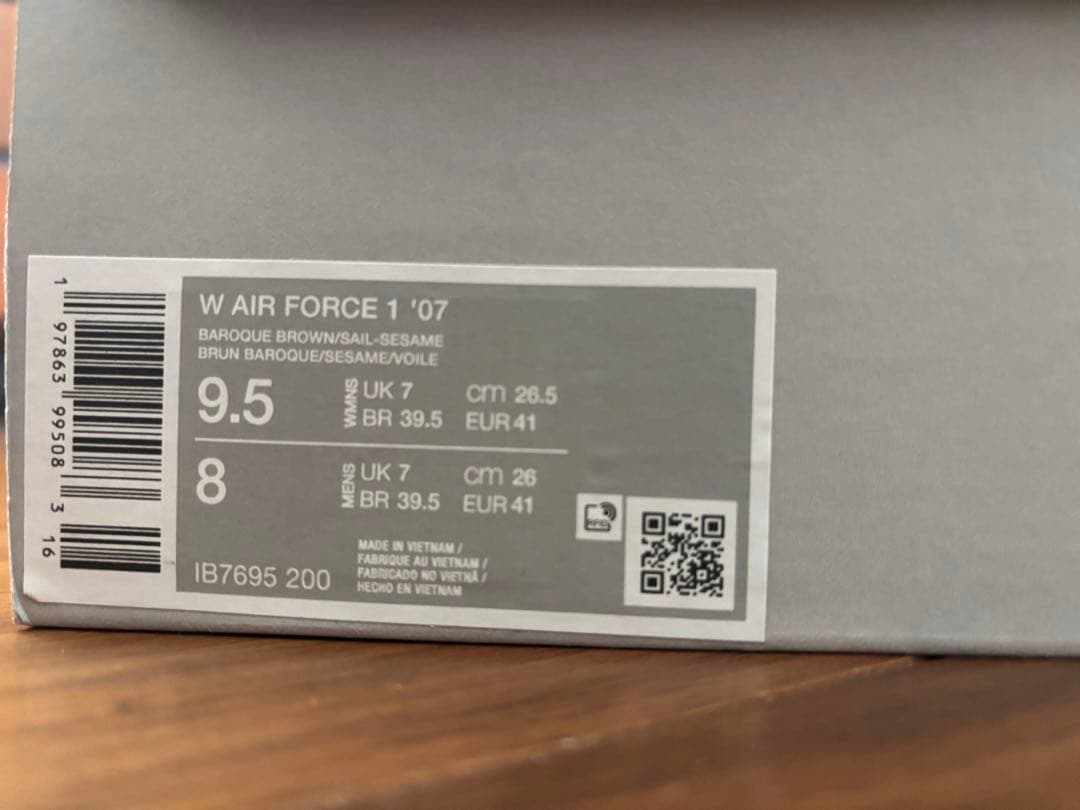 W AIR FORCE 1 '07
BAROQUE BROWN/SAIL-SESAME
BRUN BAROQUE/SESAME/VOILE
9.5 WMNS UK 7 cm 26.5
BR 39.5 EUR 41
8 MENS UK 7 cm 26
BR 39.5 EUR 41
IB7695 200
MADE IN VIETNAM /
FABRIQUE AU VIETNAM /
FABRICADO NO VIETNÃ /
HECHO EN VIETNAM
RFID
1 97863 99508 3 16